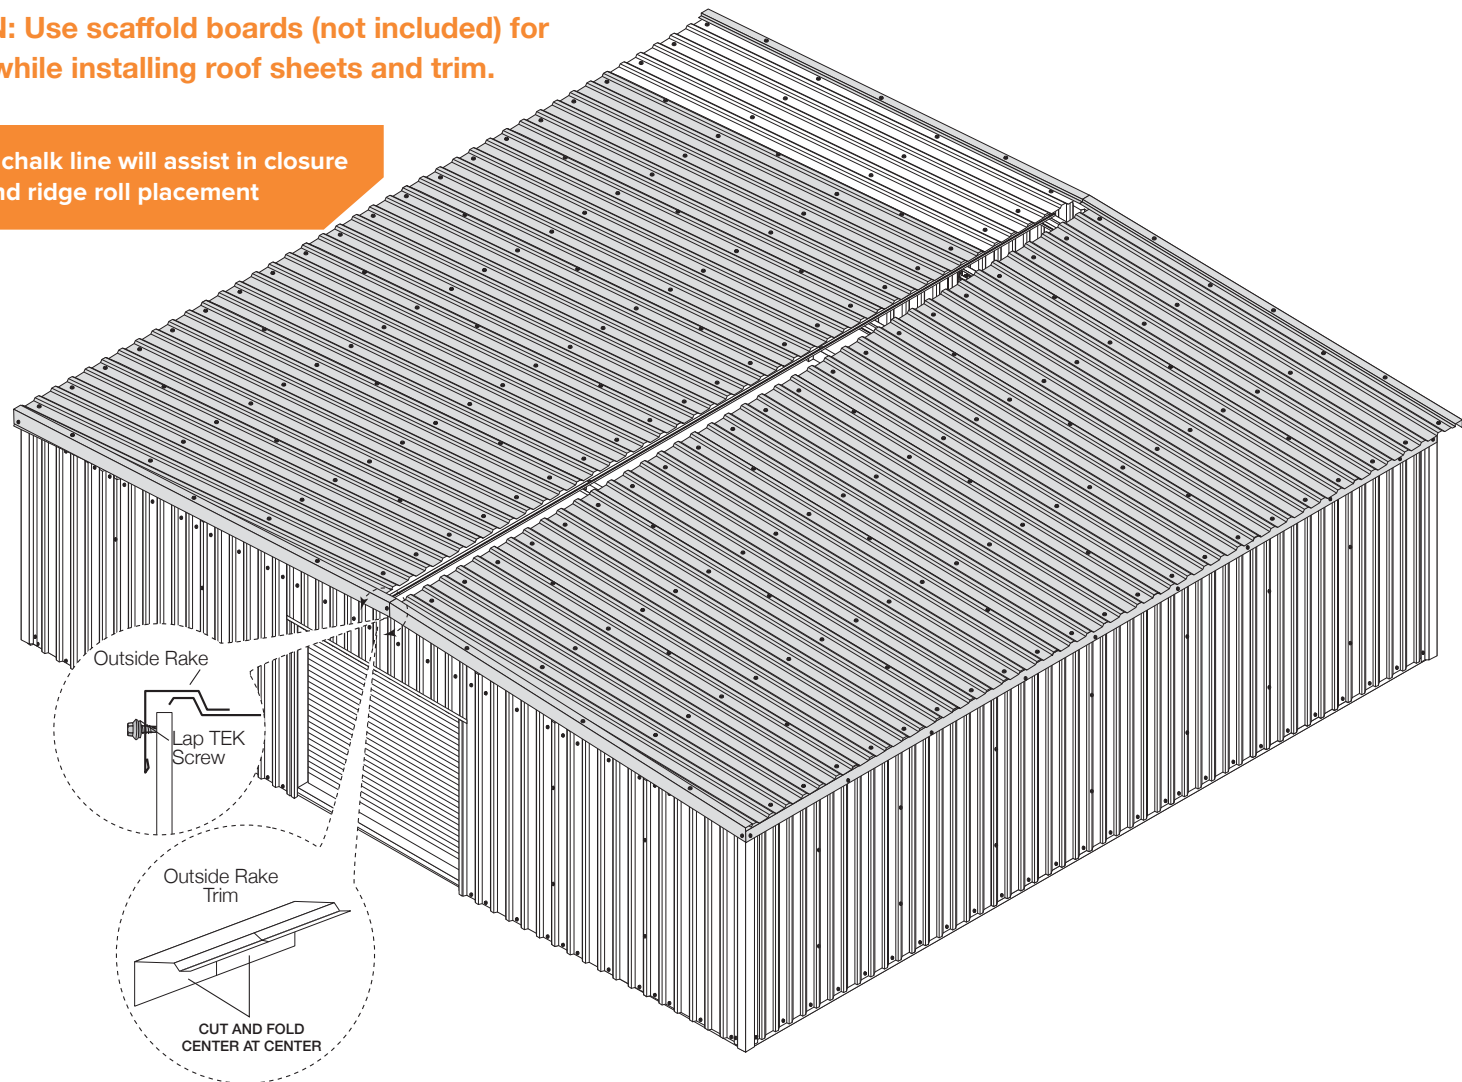 N: Use scaffold boards (not included) for
while installing roof sheets and trim.
chalk line will assist in closure
nd ridge roll placement
Outside Rake
Lap TEK
Screw
Outside Rake
Trim
CUT AND FOLD
CENTER AT CENTER